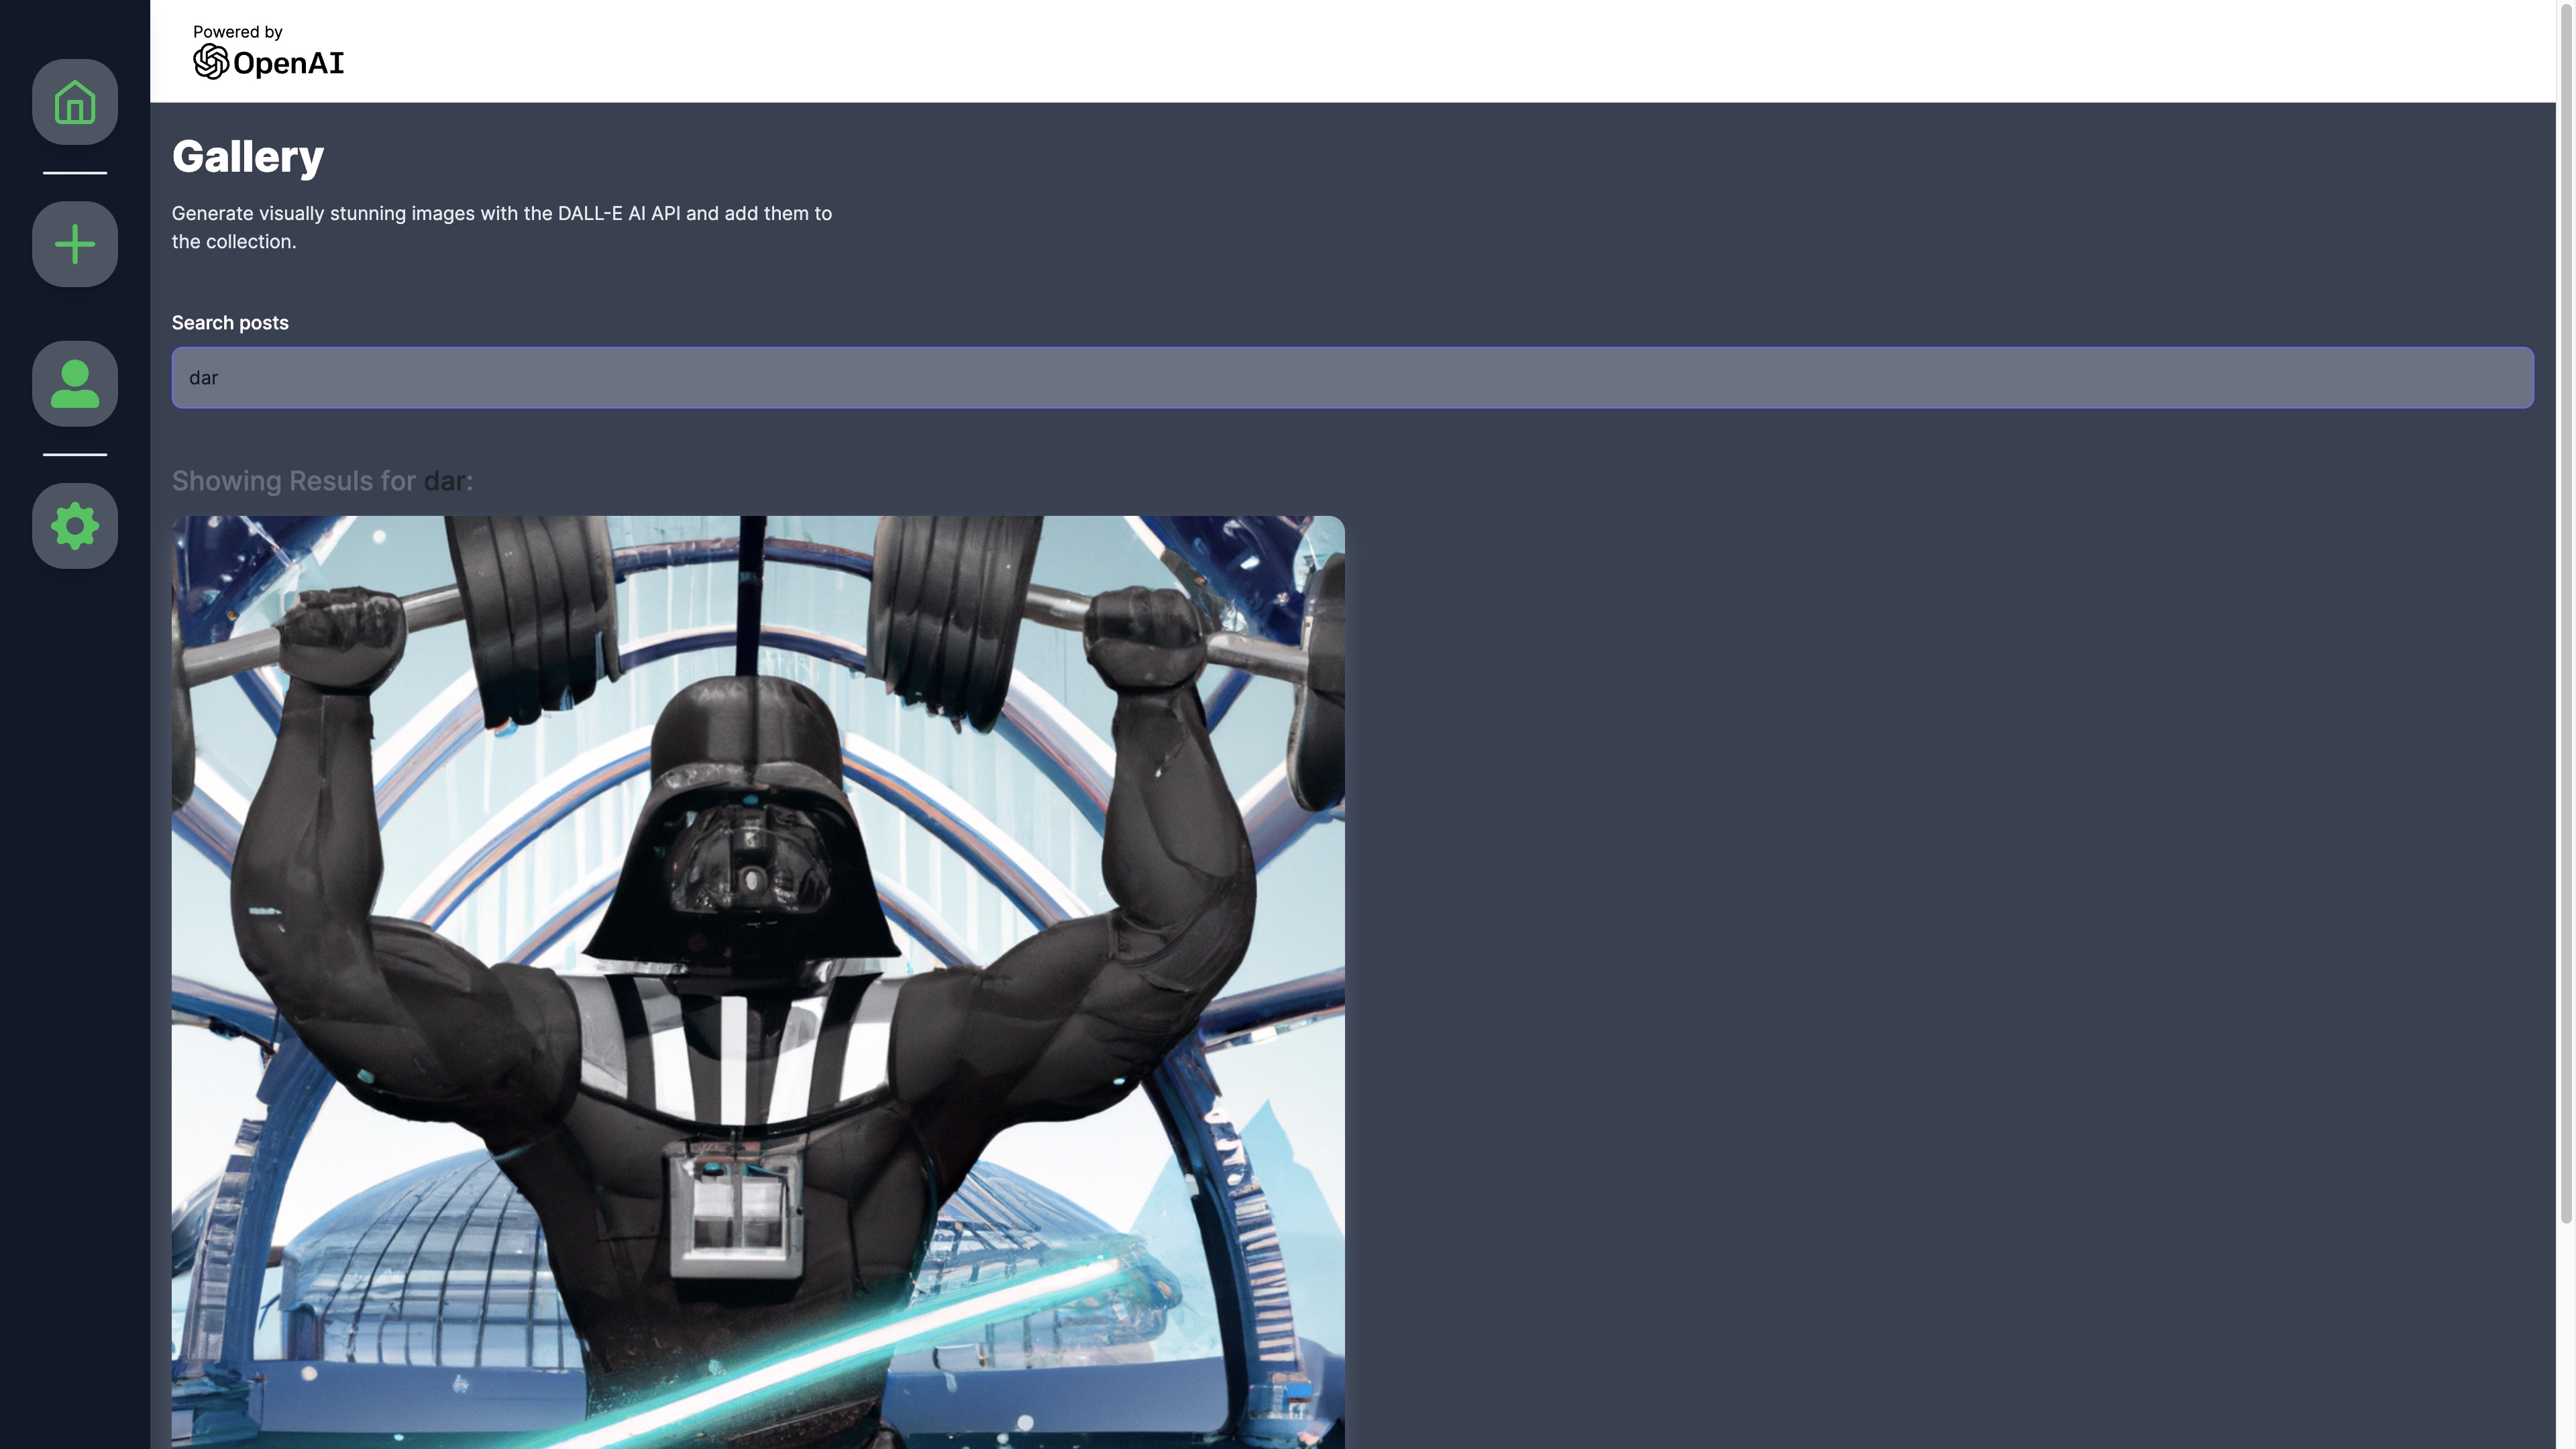 Powered by
OpenAI
Gallery
Generate visually stunning images with the DALL-E AI API and add them to
the collection.
Search posts
dar
Showing Resuls for dar: